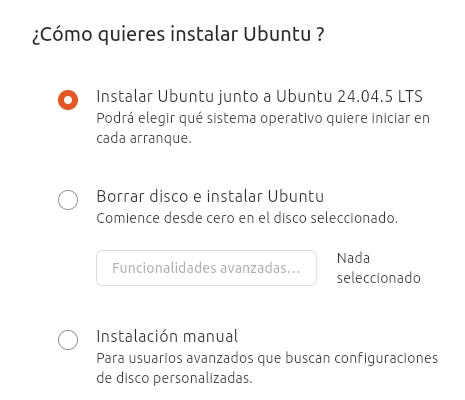 ¿Cómo quieres instalar Ubuntu ?
Instalar Ubuntu junto a Ubuntu 24.04.5 LTS
Podrá elegir qué sistema operativo quiere iniciar en
cada arranque.
Borrar disco e instalar Ubuntu
Comience desde cero en el disco seleccionado.
Funcionalidades avanzadas...
Nada
seleccionado
Instalación manual
Para usuarios avanzados que buscan configuraciones
de disco personalizadas.